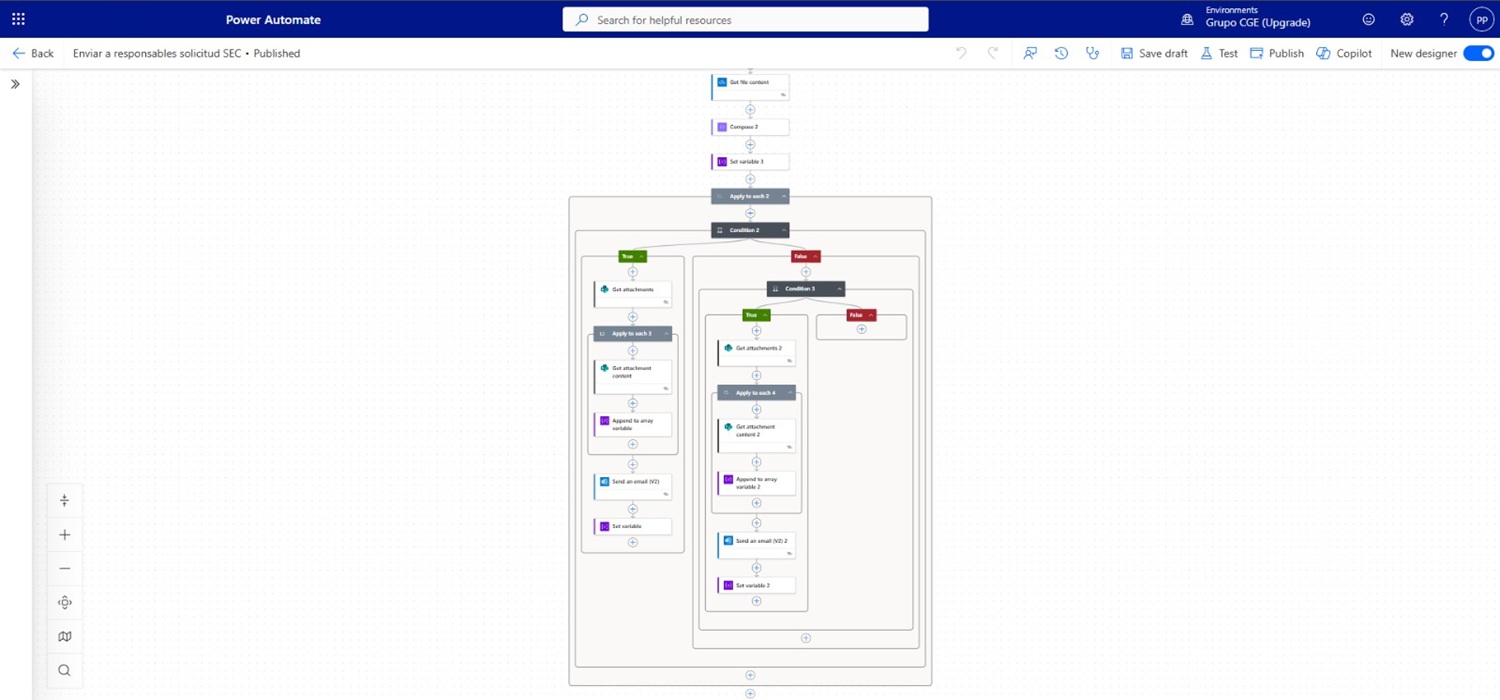 Power Automate
Search for helpful resources
Environments
Grupo CGE (Upgrade)
PP
Back
Enviar a responsables solicitud SEC • Published
Save draft
Test
Publish
Copilot
New designer
Get file content
Compose 2
Set variable 3
Apply to each 2
Condition 2
True
False
Get attachments
Apply to each 3
Get attachment
content
Append to array
variable
Send an email (V2)
Set variable
Condition 3
True
False
Get attachments 2
Apply to each 4
Get attachment
content 2
Append to array
variable 2
Send an email (V2) 2
Set variable 2